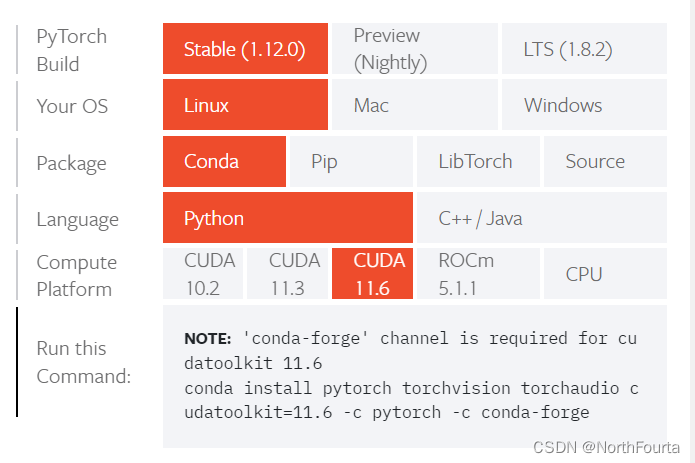 PyTorch Build
Stable (1.12.0)
Preview (Nightly)
LTS (1.8.2)
Your OS
Linux
Mac
Windows
Package
Conda
Pip
LibTorch
Source
Language
Python
C++ / Java
Compute Platform
CUDA 10.2
CUDA 11.3
CUDA 11.6
ROCm 5.1.1
CPU
Run this Command:
NOTE: 'conda-forge' channel is required for cu
datoolkit 11.6
conda install pytorch torchvision torchaudio c
udatoolkit=11.6 -c pytorch -c conda-forge
CSDN @NorthFourta